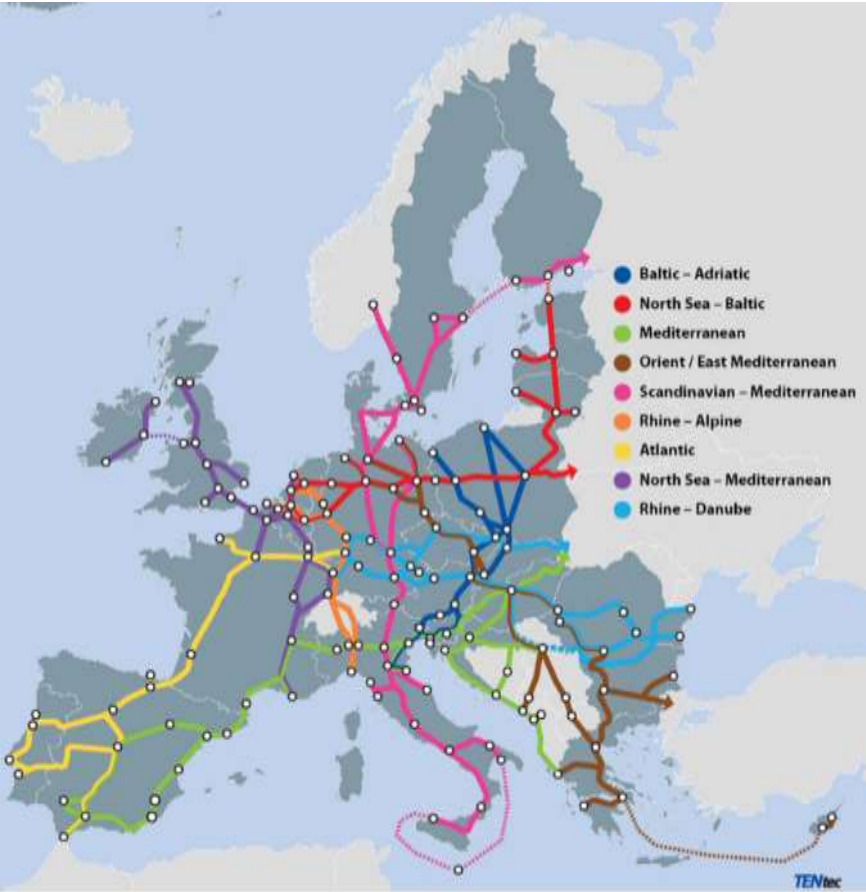 Baltic – Adriatic
North Sea – Baltic
Mediterranean
Orient / East Mediterranean
Scandinavian – Mediterranean
Rhine – Alpine
Atlantic
North Sea – Mediterranean
Rhine – Danube
TENtec